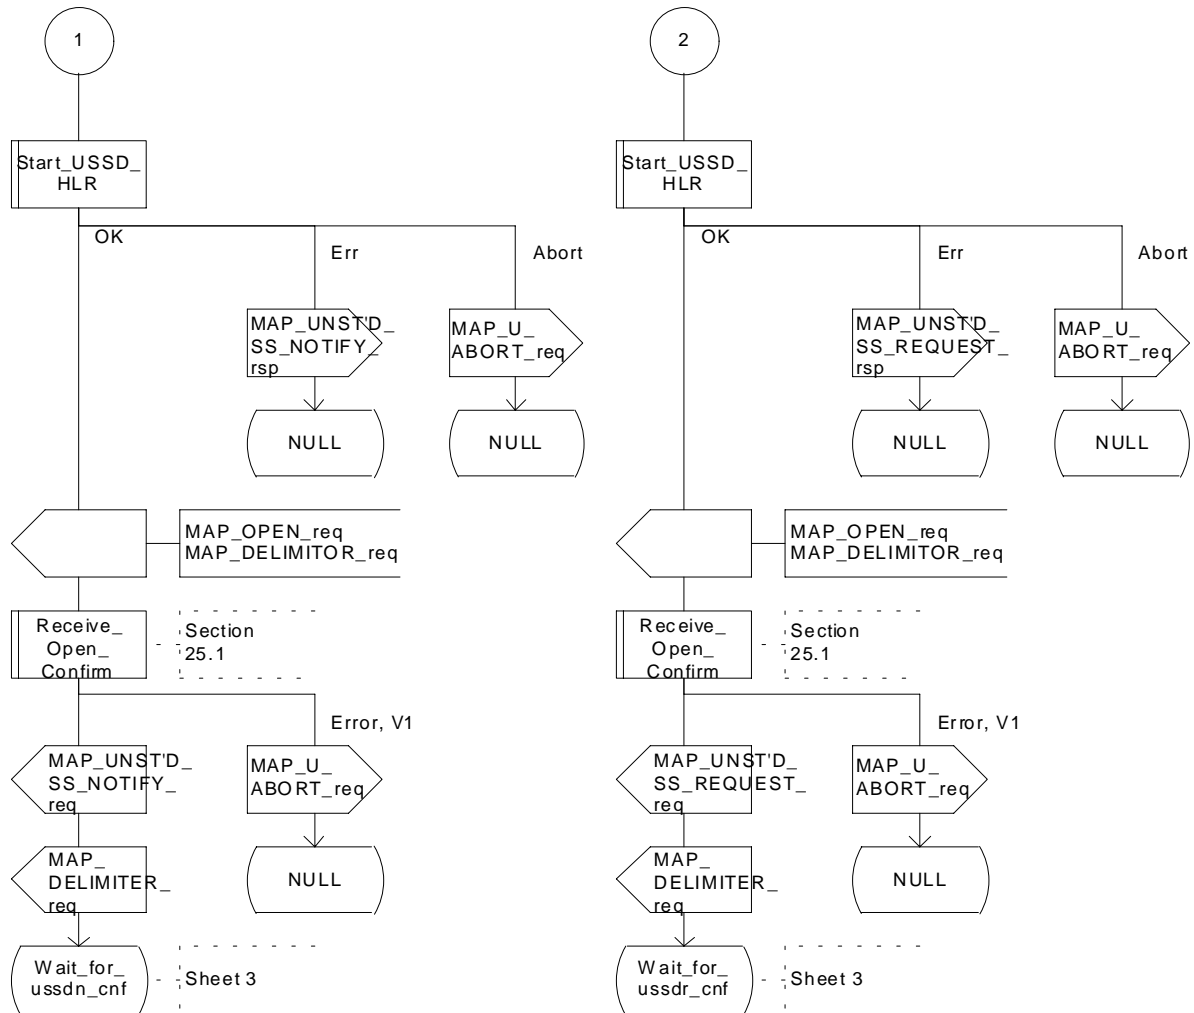 1
Start_USSD_
HLR
OK
Err
Abort
MAP_UNST'D_
SS_NOTIFY_
rsp
MAP_U_
ABORT_req
NULL
NULL
MAP_OPEN_req
MAP_DELIMITOR_req
Receive_
Open_
Confirm
Section
25.1
Error, V1
MAP_UNST'D_
SS_NOTIFY_
req
MAP_U_
ABORT_req
MAP_
DELIMITER_
req
NULL
Wait_for_
ussdn_cnf
Sheet 3
2
Start_USSD_
HLR
OK
Err
Abort
MAP_UNST'D_
SS_REQUEST_
rsp
MAP_U_
ABORT_req
NULL
NULL
MAP_OPEN_req
MAP_DELIMITOR_req
Receive_
Open_
Confirm
Section
25.1
Error, V1
MAP_UNST'D_
SS_REQUEST_
req
MAP_U_
ABORT_req
MAP_
DELIMITER_
req
NULL
Wait_for_
ussdr_cnf
Sheet 3